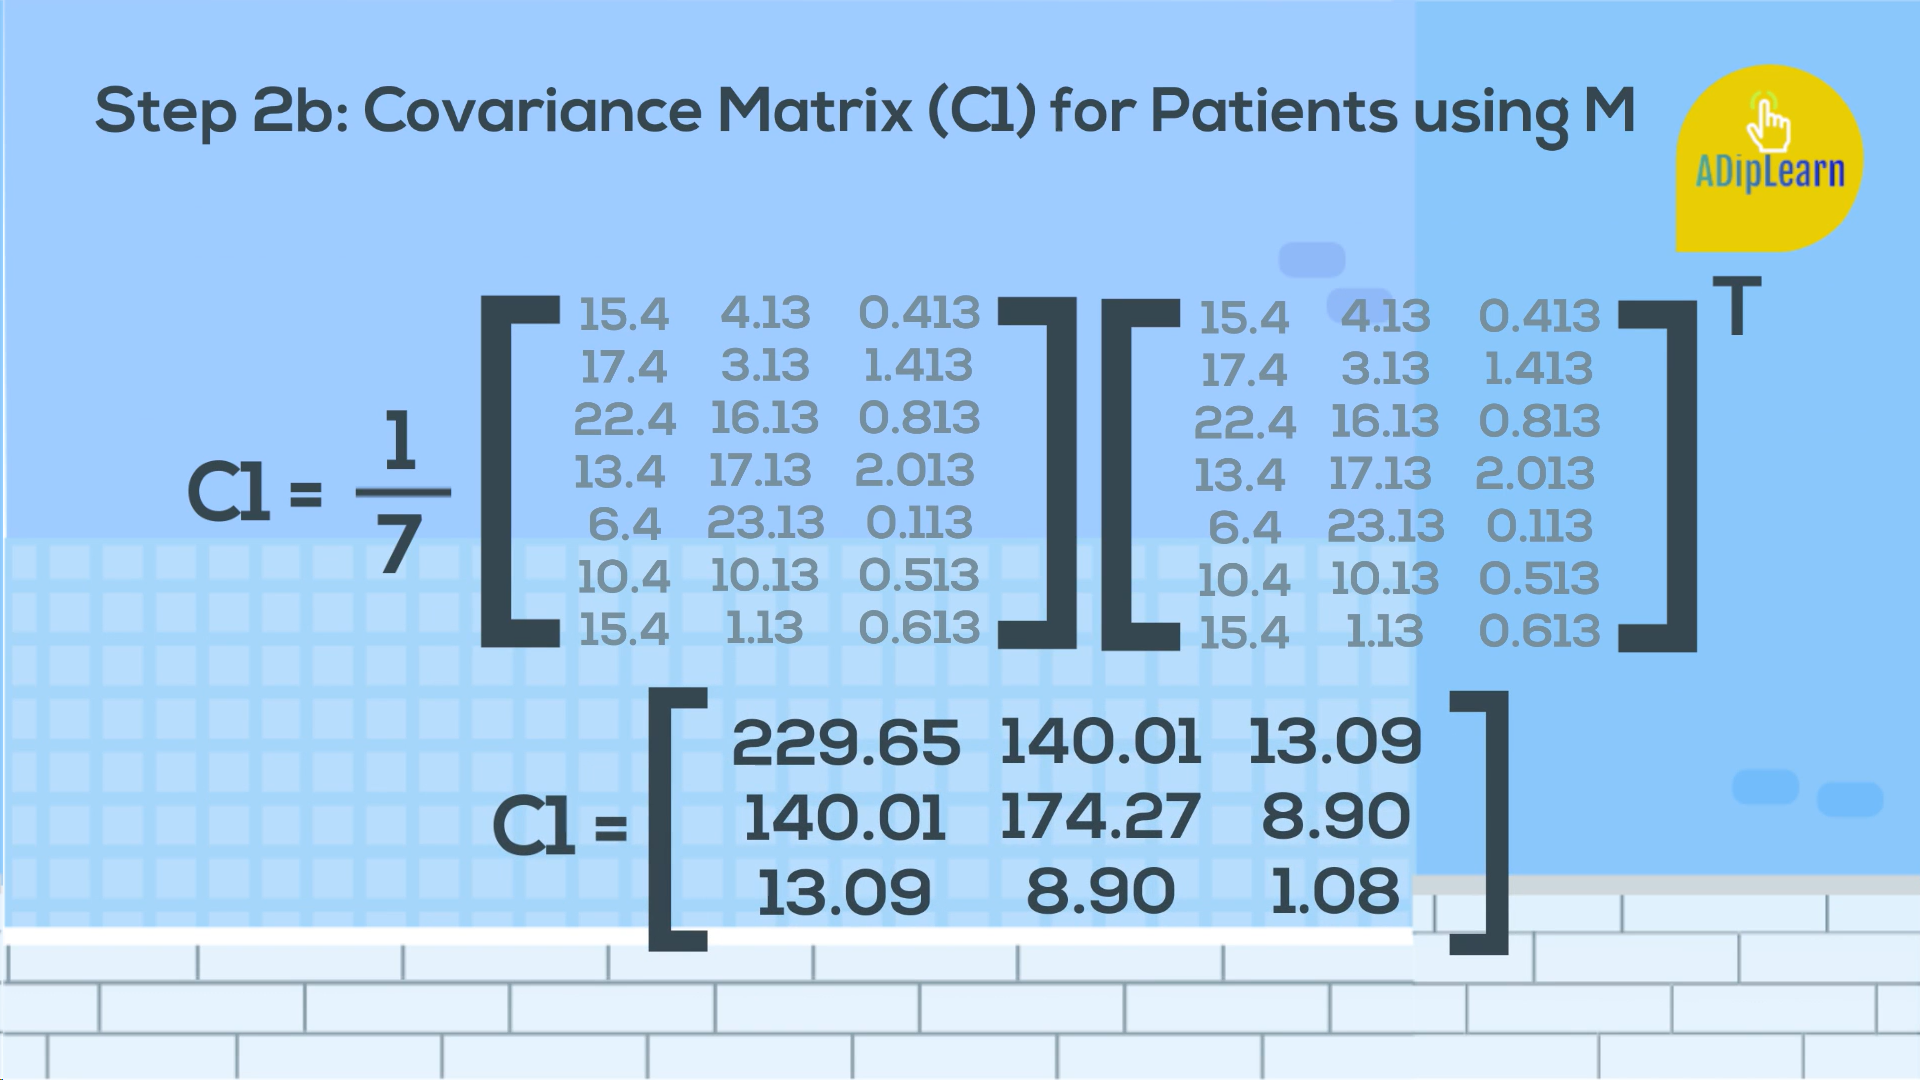 Step 2b: Covariance Matrix (C1) for Patients using M
ADipLearn
T
C1 = 1/7
15.4 4.13 0.413 15.4 4.13 0.413
17.4 3.13 1.413 17.4 3.13 1.413
22.4 16.13 0.813 22.4 16.13 0.813
13.4 17.13 2.013 13.4 17.13 2.013
6.4 23.13 0.113 6.4 23.13 0.113
10.4 10.13 0.513 10.4 10.13 0.513
15.4 1.13 0.613 15.4 1.13 0.613
C1 =
229.65 140.01 13.09
140.01 174.27 8.90
13.09 8.90 1.08